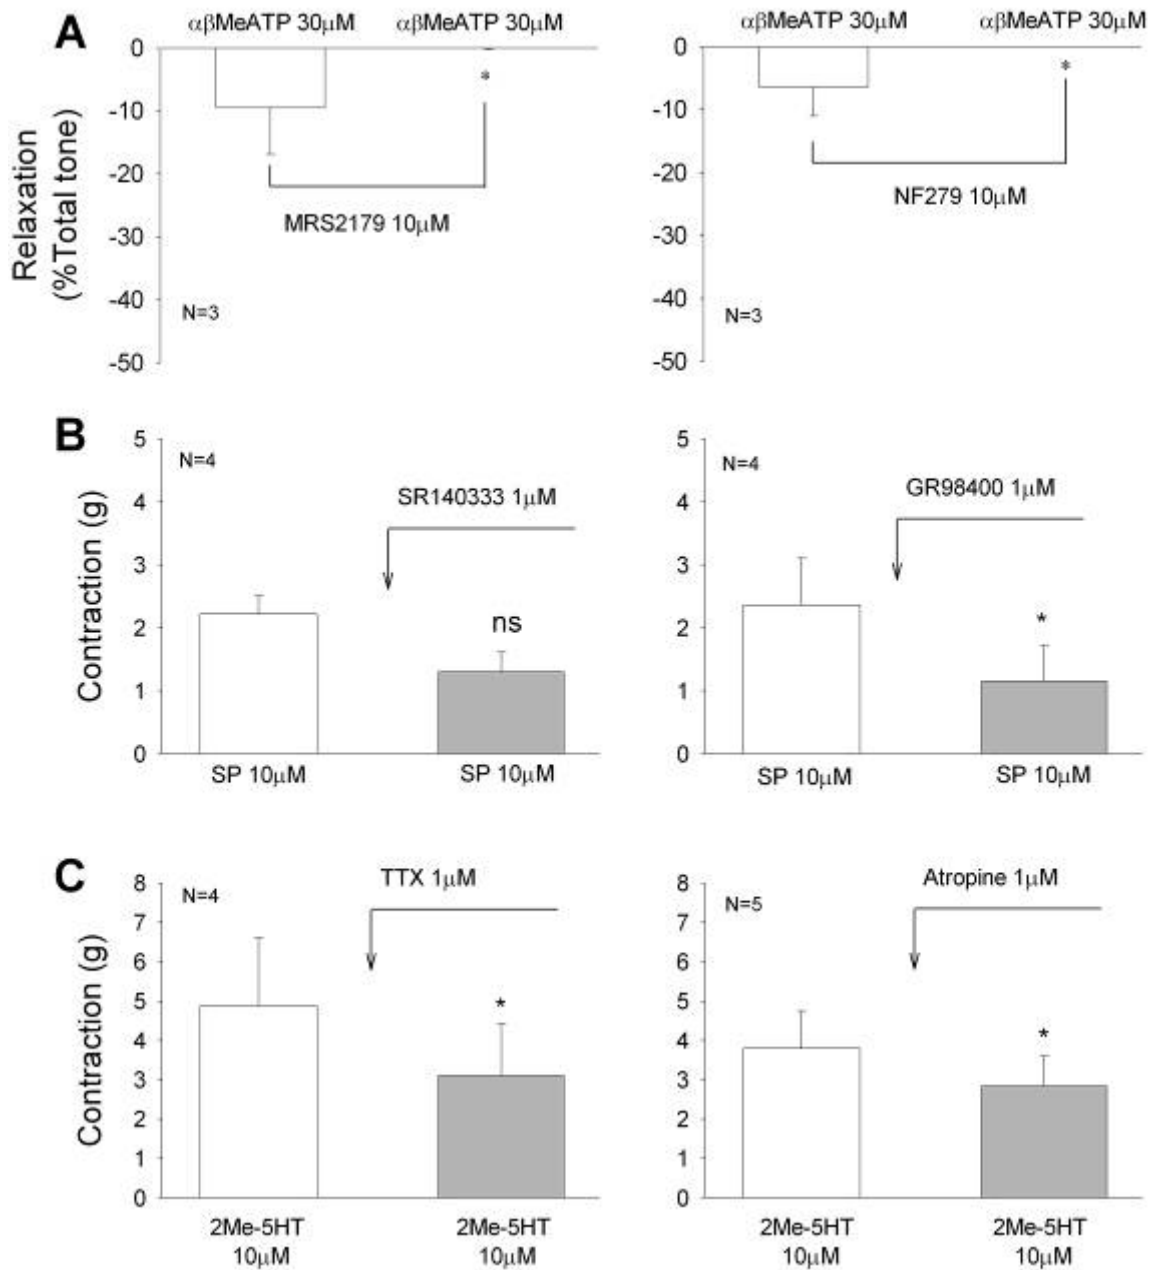 A
αβMeATP 30μM αβMeATP 30μM
αβMeATP 30μM αβMeATP 30μM
Relaxation
(%Total tone)
0
-10
-20
-30
-40
-50
*
MRS2179 10μM
N=3
0
-10
-20
-30
-40
-50
*
NF279 10μM
N=3
B
Contraction (g)
5
4
3
2
1
0
N=4
SR140333 1μM
ns
SP 10μM SP 10μM
5
4
3
2
1
0
N=4
GR98400 1μM
*
SP 10μM SP 10μM
C
Contraction (g)
8
7
6
5
4
3
2
1
0
N=4
TTX 1μM
*
2Me-5HT 2Me-5HT
10μM 10μM
8
7
6
5
4
3
2
1
0
N=5
Atropine 1μM
*
2Me-5HT 2Me-5HT
10μM 10μM